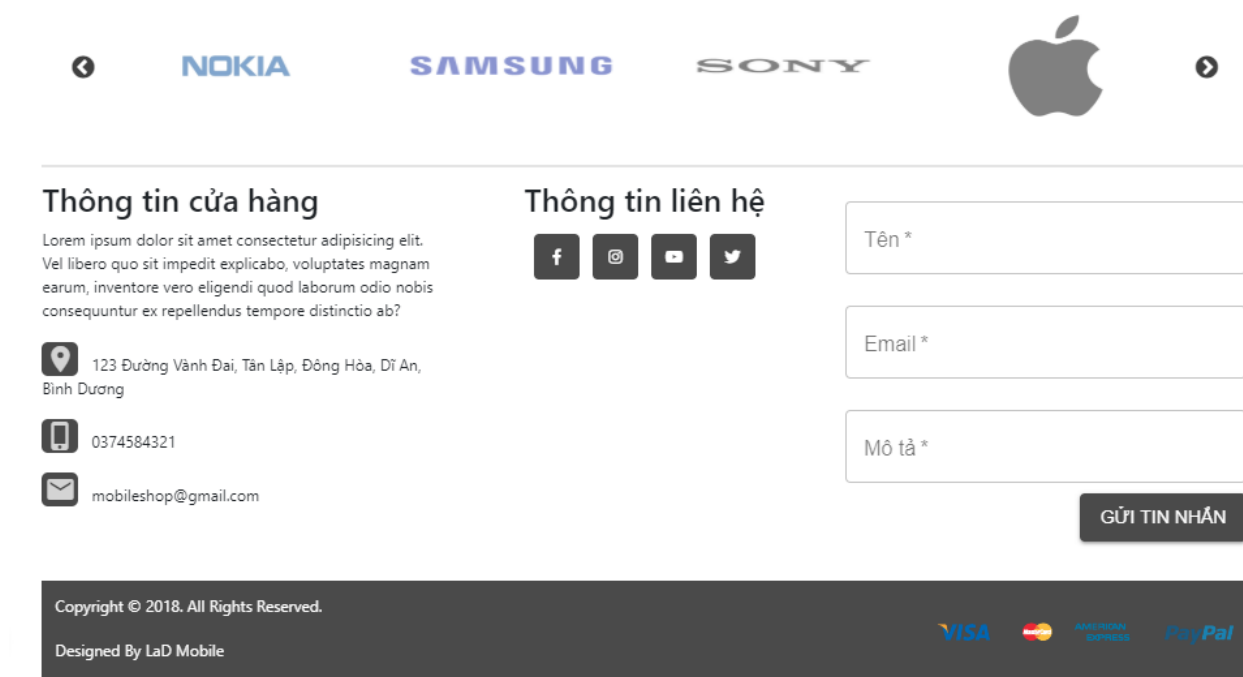 NOKIA SAMSUNG SONY
Thông tin cửa hàng
Lorem ipsum dolor sit amet consectetur adipisicing elit.
Vel libero quo sit impedit explicabo, voluptates magnam
earum, inventore vero eligendi quod laborum odio nobis
consequuntur ex repellendus tempore distinctio ab?
123 Đường Vành Đai, Tân Lập, Đông Hòa, Dĩ An,
Bình Dương
0374584321
mobileshop@gmail.com
Thông tin liên hệ
Tên *
Email *
Mô tả *
GỬI TIN NHẮN
Copyright © 2018. All Rights Reserved.
Designed By LaD Mobile
VISA AMERICAN EXPRESS PayPal